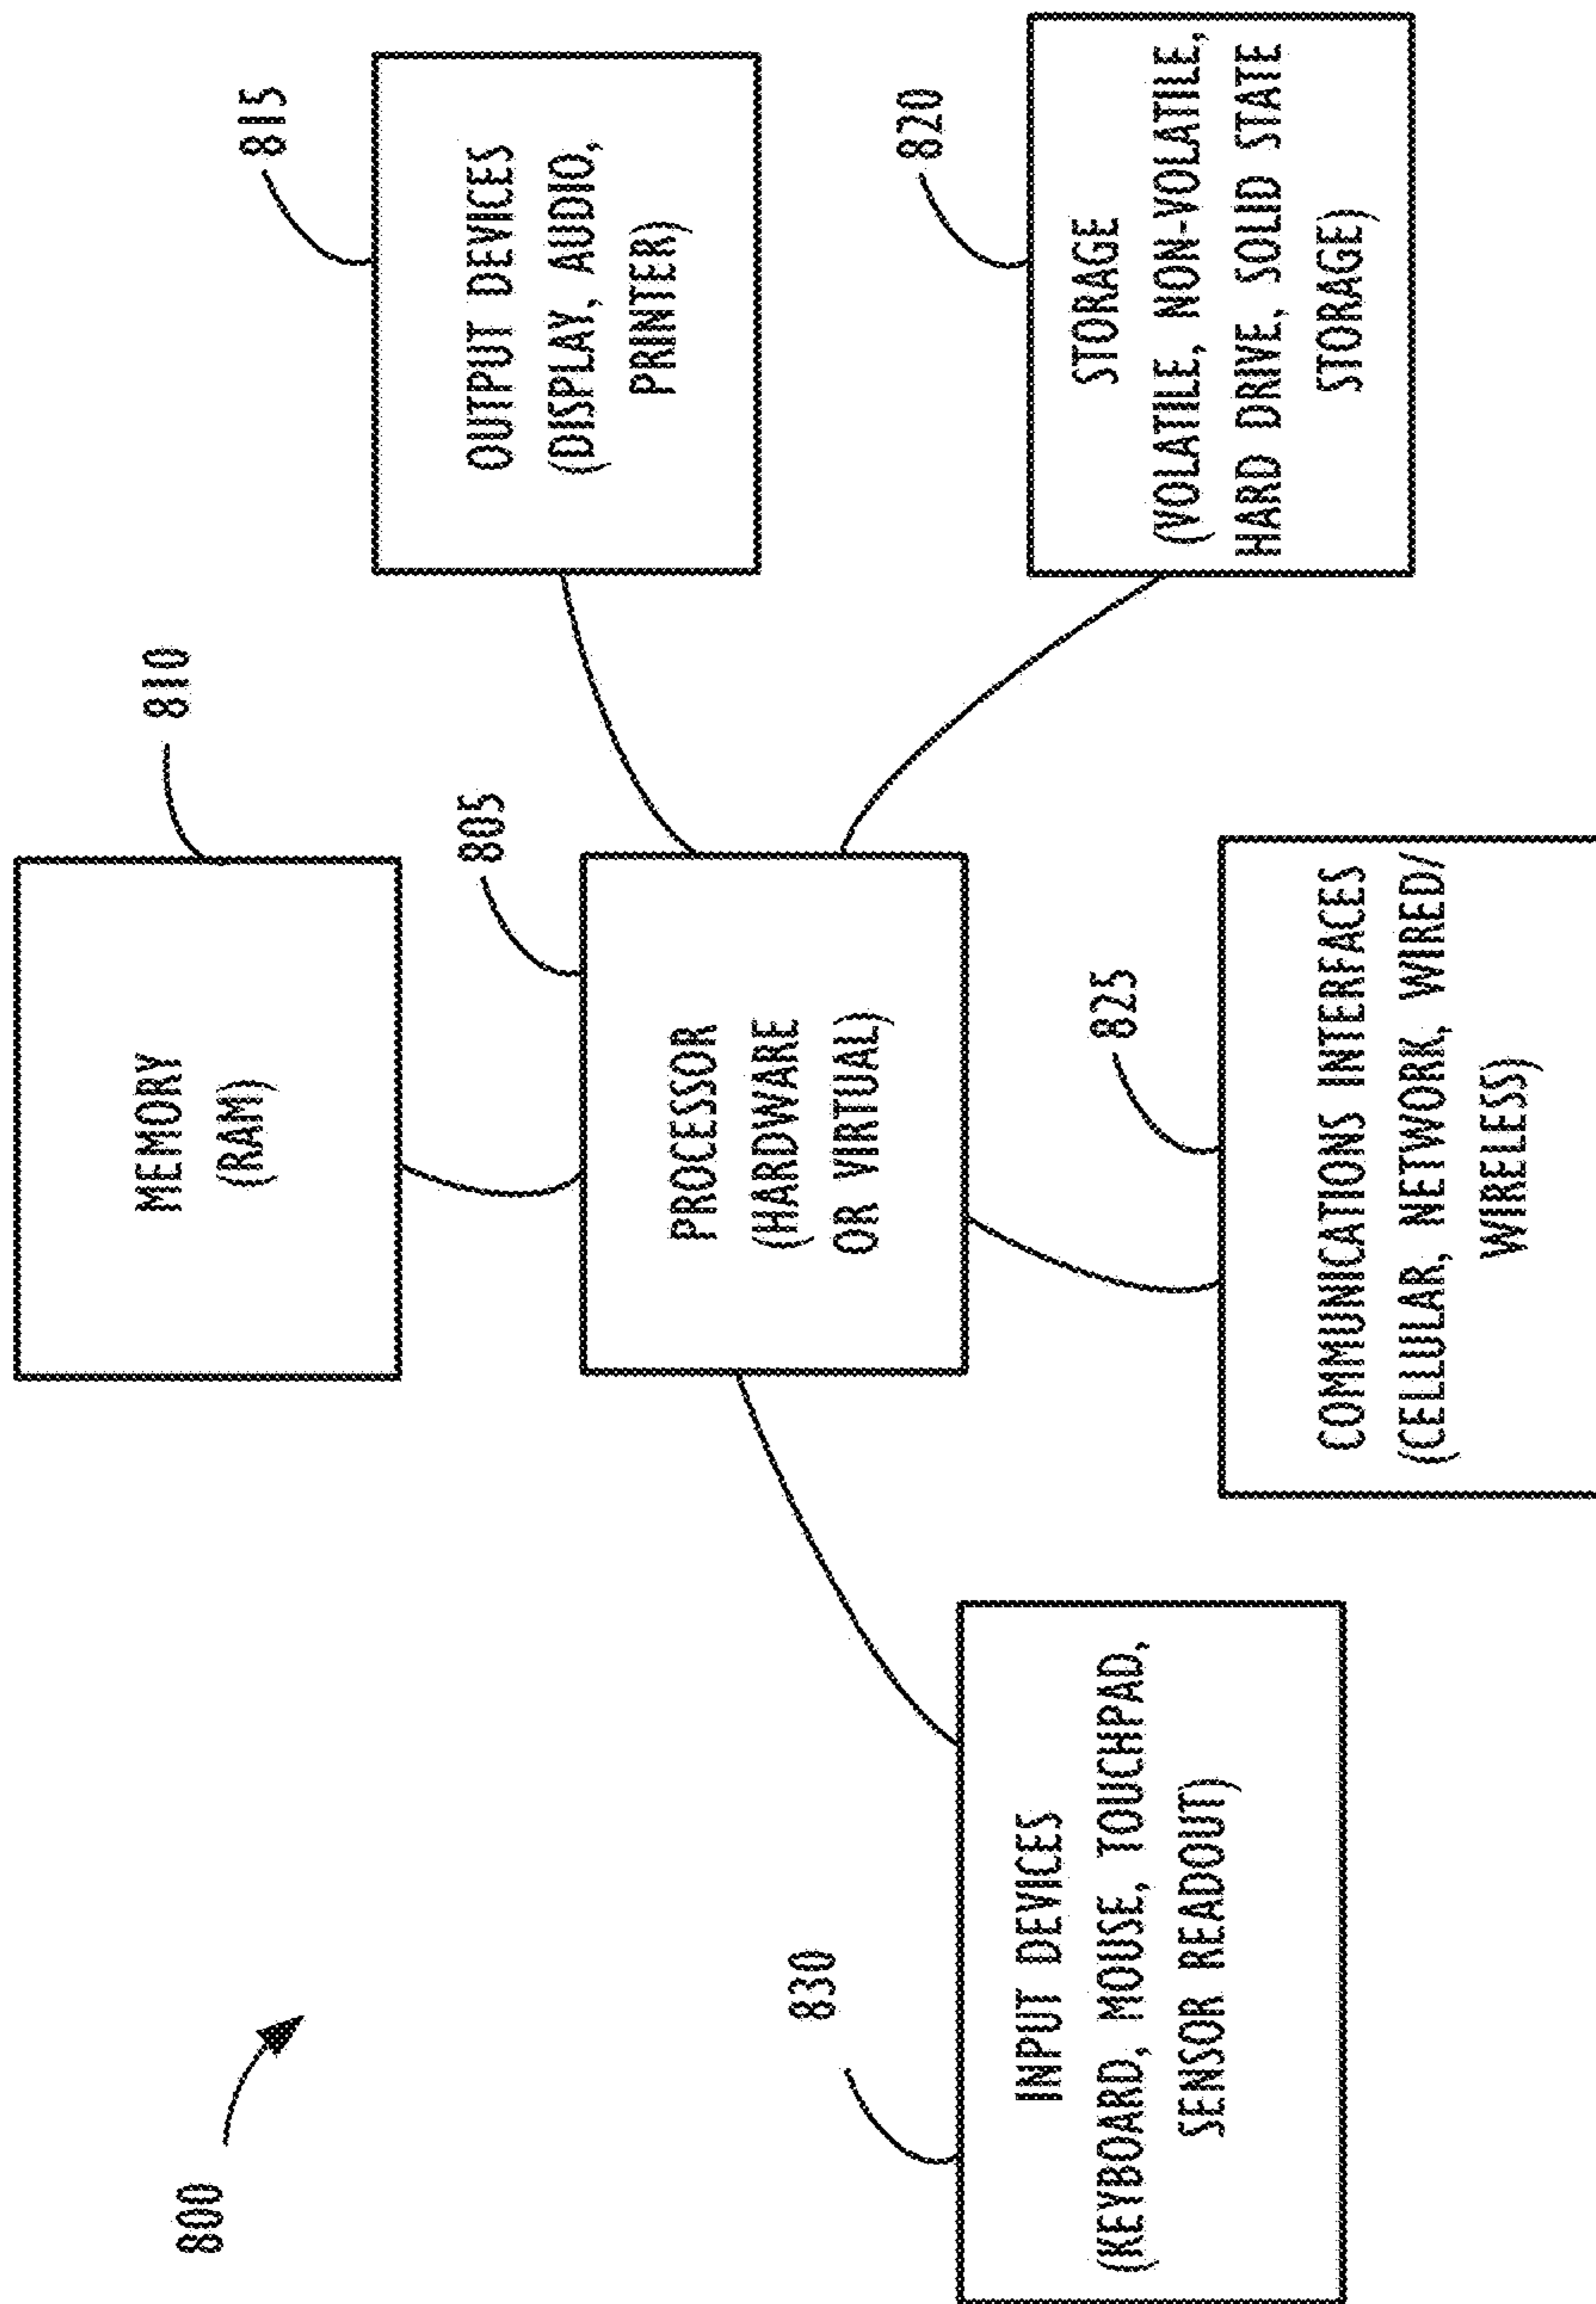 800
810
MEMORY
(RAM)
815
OUTPUT DEVICES
(DISPLAY, AUDIO,
PRINTER)
805
PROCESSOR
(HARDWARE
OR VIRTUAL)
830
INPUT DEVICES
(KEYBOARD, MOUSE, TOUCHPAD,
SENSOR READOUT)
825
COMMUNICATIONS INTERFACES
(CELLULAR, NETWORK, WIRED/
WIRELESS)
820
STORAGE
(VOLATILE, NON-VOLATILE,
HARD DRIVE, SOLID STATE
STORAGE)